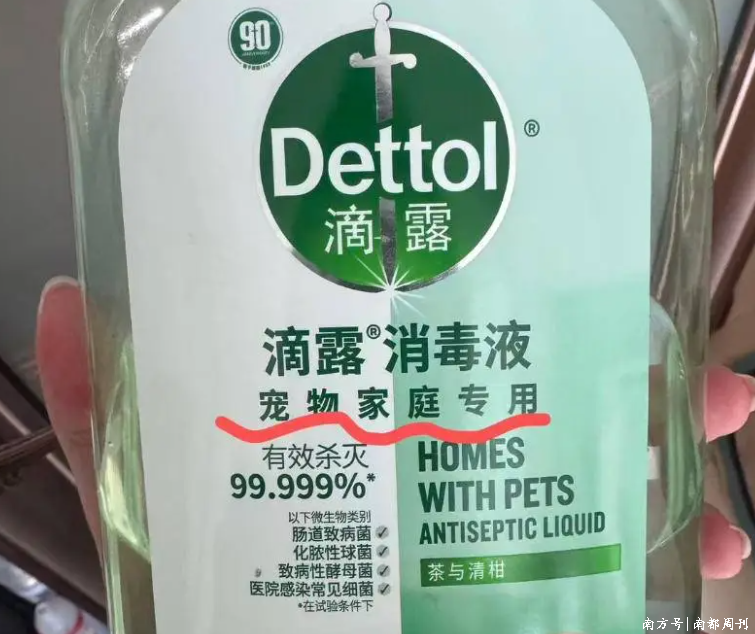 90
ANNIVERSARY
Dettol®
滴露
滴露®消毒液
宠物家庭专用
有效杀灭
99.999%*
以下微生物类别
肠道致病菌
化脓性球菌
致病性酵母菌
医院感染常见细菌
*在试验条件下
HOMES
WITH PETS
ANTISEPTIC LIQUID
茶与清柑
南方号|南都周刊